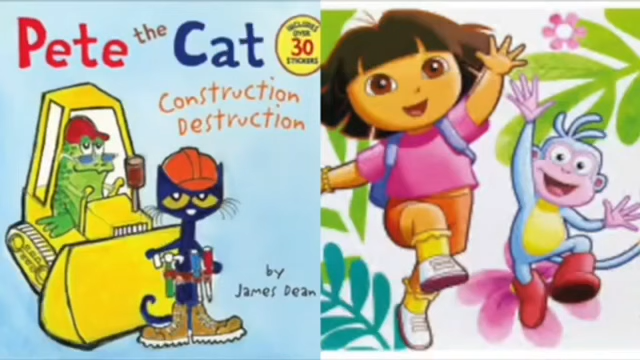 Pete the Cat
INCLUDES
OVER
30
STICKERS
Construction
Destruction
by
James Dean